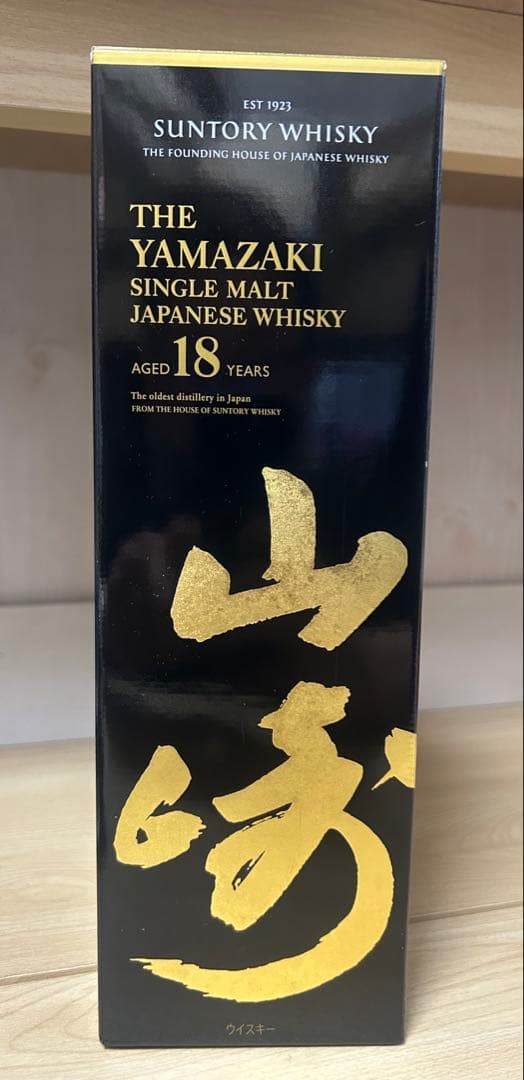 EST 1923
SUNTORY WHISKY
THE FOUNDING HOUSE OF JAPANESE WHISKY
THE
YAMAZAKI
SINGLE MALT
JAPANESE WHISKY
AGED 18 YEARS
The oldest distillery in Japan
FROM THE HOUSE OF SUNTORY WHISKY
山
崎
ウイスキー